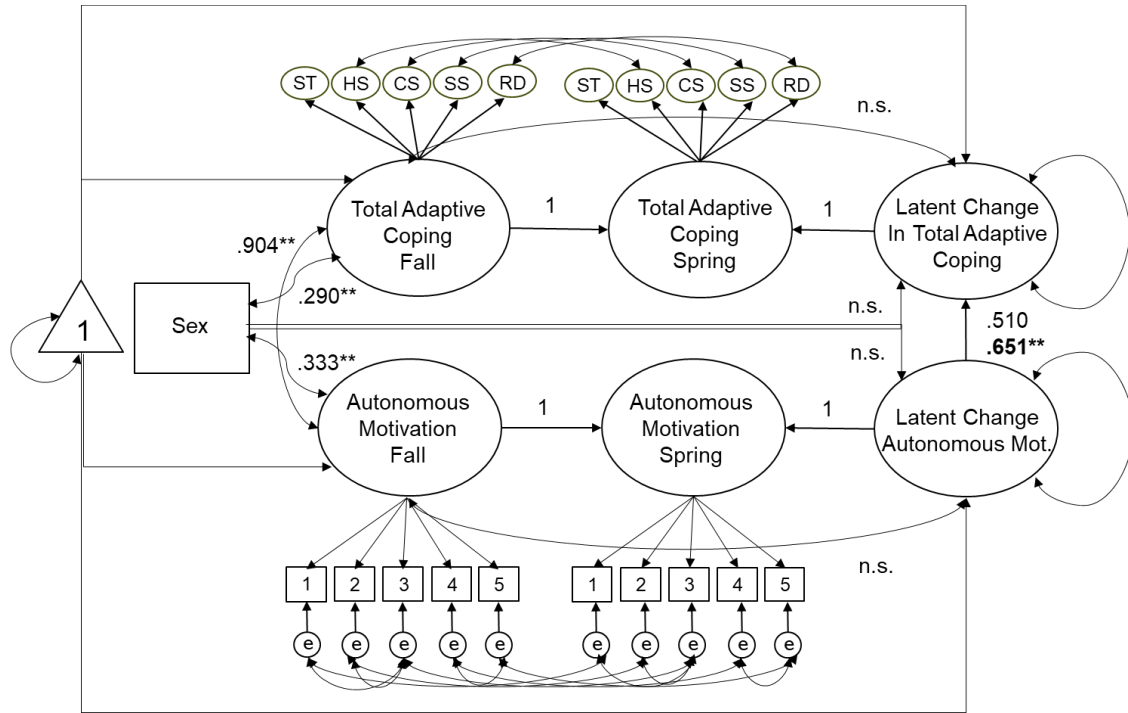 ST HS CS SS RD ST HS CS SS RD
n.s.
Total Adaptive
Coping
Fall
1
Total Adaptive
Coping
Spring
1
Latent Change
In Total Adaptive
Coping
.904**
.290**
1
Sex
n.s.
n.s.
.510
.651**
.333**
Autonomous
Motivation
Fall
1
Autonomous
Motivation
Spring
1
Latent Change
Autonomous Mot.
n.s.
1 2 3 4 5 1 2 3 4 5
e e e e e e e e e e